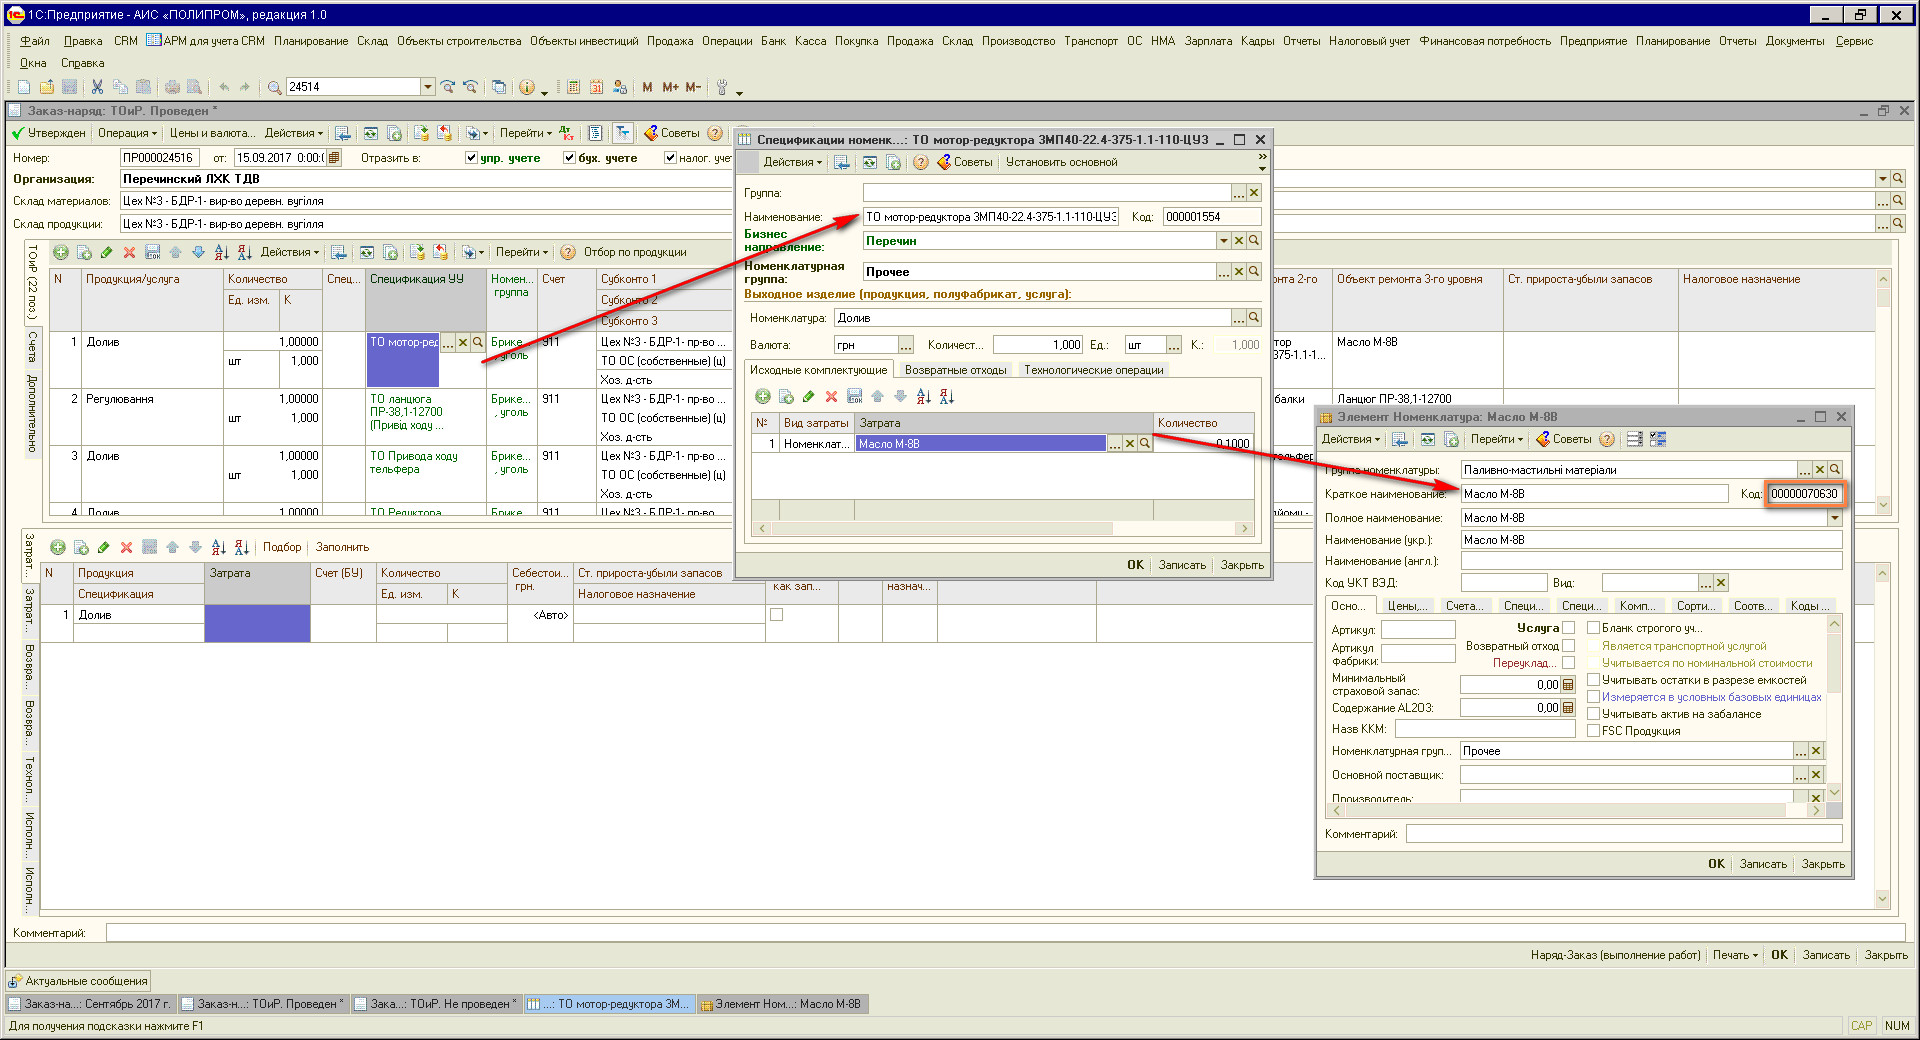 1С:Предприятие - АИС «ПОЛИПРОМ», редакция 1.0
Файл Правка CRM АРМ для учета CRM Планирование Склад Объекты строительства Объекты инвестиций Продажа Операции Банк Касса Покупка Продажа Склад Производство Транспорт ОС НМА Зарплата Кадры Отчеты Налоговый учет Финансовая потребность Предприятие Планирование Отчеты Документы Сервис
Окна Справка
24514 M M+ M-
Заказ-наряд: ТОиР. Проведен *
Утвержден Операция Цены и валюта... Действия Перейти Дт Кт Советы
Номер: ПР000024516 от: 15.09.2017 0:00:( Отразить в: упр. учете бух. учете налог. уче
Организация: Перечинский ЛХК ТДВ
Склад материалов: Цех №3 - БДР-1- вир-во деревн. вугілля
Склад продукции: Цех №3 - БДР-1- вир-во деревн. вугілля
ТОиР (22 поз.)
Счета
Дополнительно
Действия Перейти Отбор по продукции
N Продукция/услуга Количество Спец... Спецификация УУ Номен... группа Счет Субконто 1
Ед. изм. К Субконто 2
Субконто 3
онта 2-го Объект ремонта 3-го уровня Ст. прироста-убыли запасов Налоговое назначение
1 Долив 1,00000 ТО мотор-ред ... Брике... 911 Цех №3 - БДР-1- пр-во ... тор Масло М-8В
шт 1,000 , уголь ТО ОС (собственные) (ц) 375-1.1-1...
Хоз. д-сть
2 Регулювання 1,00000 ТО ланцюга Брике... 911 Цех №3 - БДР-1- пр-во ... балки Ланцюг ПР-38,1-12700
шт 1,000 ПР-38,1-12700 , уголь ТО ОС (собственные) (ц)
(Привід ходу ... Хоз. д-сть
3 Долив 1,00000 ТО Привода ходу Брике... 911 Цех №3 - БДР-1- пр-во ... тельфера
шт 1,000 тельфера , уголь ТО ОС (собственные) (ц)
Хоз. д-сть
4 Долив 1,00000 ТО Редуктора Брике... 911 Цех №3 - БДР-1- пр-во ...
Затрат...
Затрат...
Возвра...
Возвра...
Технол...
Исполн...
Исполн...
Подбор Заполнить
N Продукция Затрата Счет (БУ) Количество Себестои... грн. Ст. прироста-убыли запасов как зап... назнач...
Спецификация Ед. изм. К Налоговое назначение
1 Долив <Авто>
Спецификации номенк...: ТО мотор-редуктора 3МП40-22.4-375-1.1-110-ЦУ3
Действия Советы Установить основной
Группа:
Наименование: ТО мотор-редуктора 3МП40-22.4-375-1.1-110-ЦУ3 Код: 000001554
Бизнес направление: Перечин
Номенклатурная группа: Прочее
Выходное изделие (продукция, полуфабрикат, услуга):
Номенклатура: Долив
Валюта: грн Количест... 1,000 Ед.: шт К.: 1,000
Исходные комплектующие Возвратные отходы Технологические операции
№ Вид затраты Затрата Количество
1 Номенклат... Масло М-8В 0,1000
OK Записать Закрыть
Элемент Номенклатура: Масло М-8В
Действия Перейти Советы
Группа номенклатуры: Паливно-мастильні матеріали
Краткое наименование: Масло М-8В Код: 00000070630
Полное наименование: Масло М-8В
Наименование (укр.): Масло М-8В
Наименование (англ.):
Код УКТ ВЭД: Вид:
Осно... Цены,... Счета... Специ... Специ... Комп... Сорти... Соотв... Коды ...
Артикул: Услуга Бланк строгого уч...
Артикул фабрики: Возвратный отход Является транспортной услугой
Переуклад... Учитывается по номинальной стоимости
Минимальный страховой запас: 0,00 Учитывать остатки в разрезе емкостей
Измеряется в условных базовых единицах
Содержание AL2O3: 0,00 Учитывать актив на забалансе
Назв ККМ: FSC Продукция
Номенклатурная груп... Прочее
Основной поставщик:
Производитель:
Комментарий:
OK Записать Закрыть
Комментарий:
Наряд-Заказ (выполнение работ) Печать OK Записать Закрыть
Актуальные сообщения
Заказ-на...: Сентябрь 2017 г. Заказ-н...: ТОиР. Проведен * Зака...: ТОиР. Не проведен * ...: ТО мотор-редуктора 3М... Элемент Ном...: Масло М-8В
Для получения подсказки нажмите F1 CAP NUM